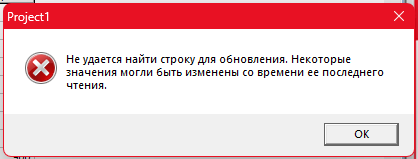 Project1
Не удается найти строку для обновления. Некоторые
значения могли быть изменены со времени ее последнего
чтения.
OK